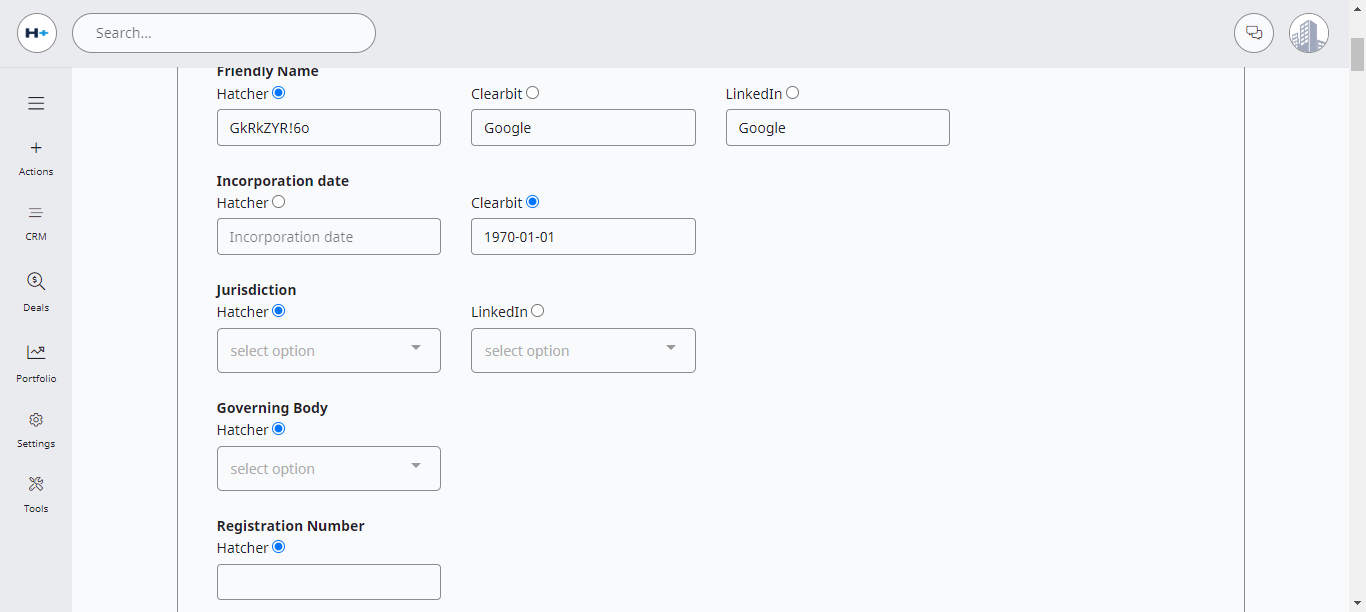 H+
Search...
Friendly Name
Hatcher Clearbit LinkedIn
GkRkZYR!6o Google Google
Actions
Incorporation date
Hatcher Clearbit
Incorporation date 1970-01-01
CRM
Jurisdiction
Hatcher LinkedIn
select option select option
Deals
Portfolio
Governing Body
Hatcher
select option
Settings
Tools
Registration Number
Hatcher